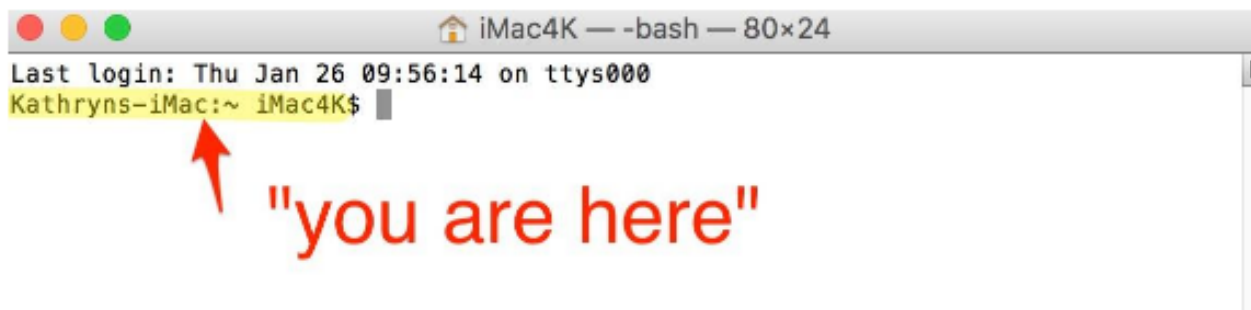 iMac4K — -bash — 80×24
Last login: Thu Jan 26 09:56:14 on ttys000
Kathryns-iMac:~ iMac4K$
"you are here"